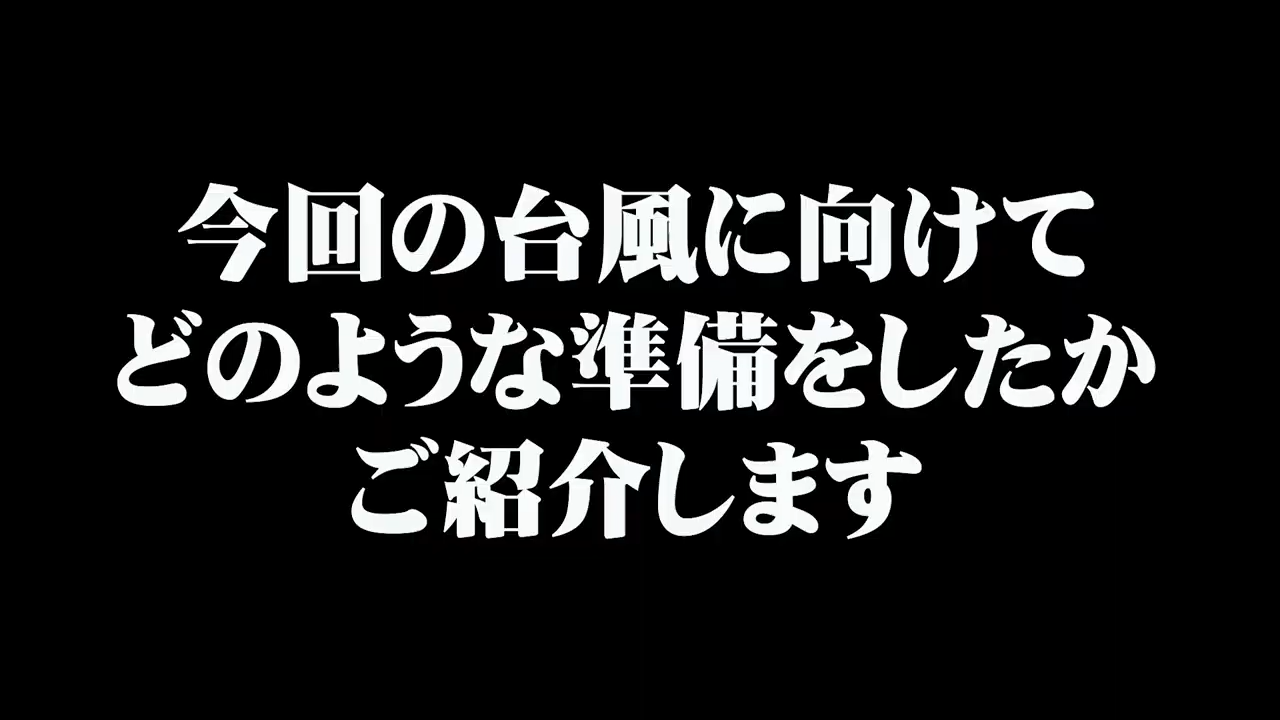 今回の台風に向けて
どのような準備をしたか
ご紹介します